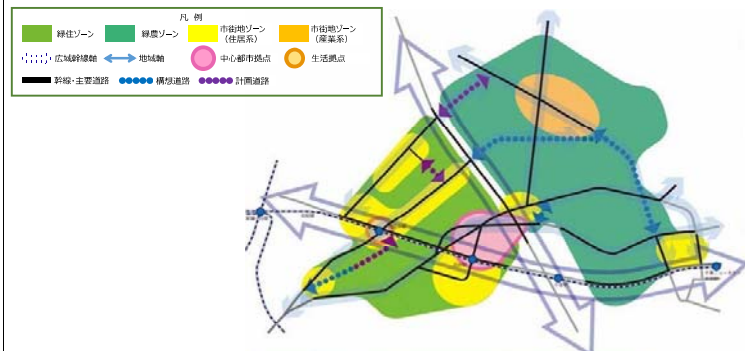 凡 例
緑住ゾーン
緑農ゾーン
市街地ゾーン
(住居系)
市街地ゾーン
(産業系)
広域幹線軸
地域軸
中心都市拠点
生活拠点
幹線・主要道路
構想道路
計画道路